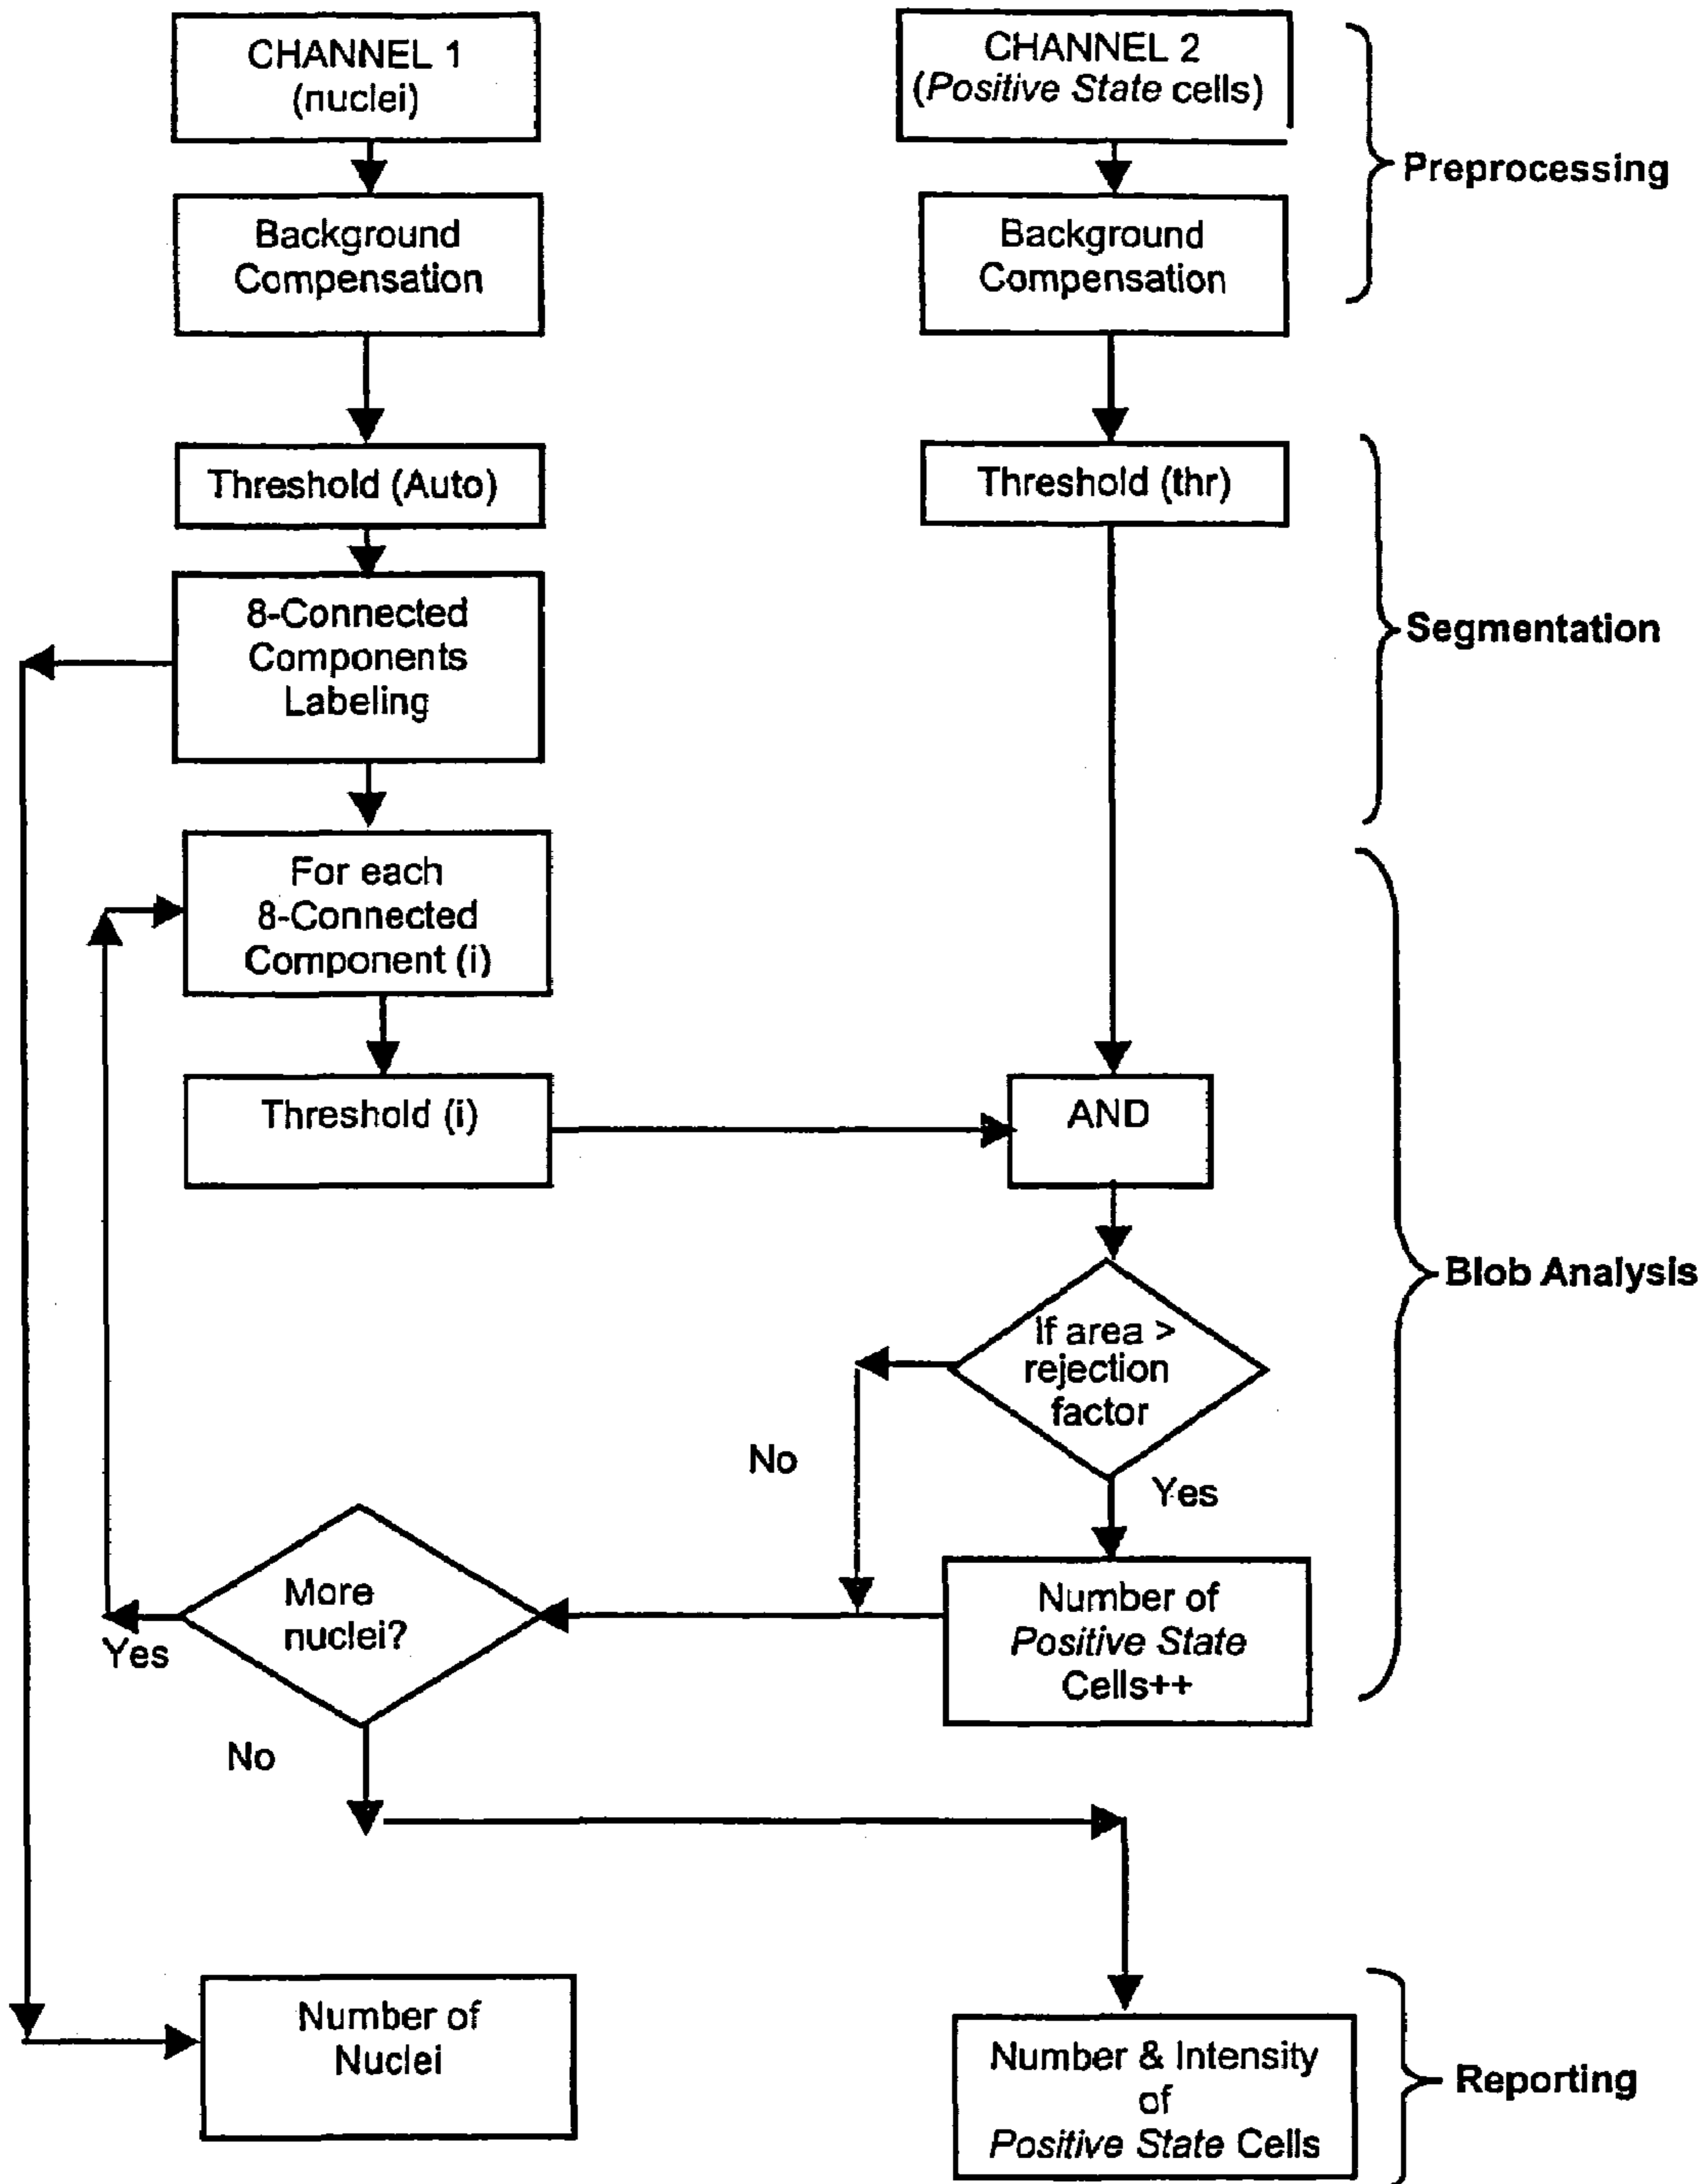 CHANNEL 1
(nuclei)
CHANNEL 2
(Positive State cells)
Preprocessing
Background
Compensation
Background
Compensation
Threshold (Auto)
Threshold (thr)
Segmentation
8-Connected
Components
Labeling
For each
8-Connected
Component (i)
Threshold (i)
AND
Blob Analysis
If area >
rejection
factor
No
Yes
More
nuclei?
Yes
Number of
Positive State
Cells++
No
Number of
Nuclei
Number & Intensity
of
Positive State Cells
Reporting